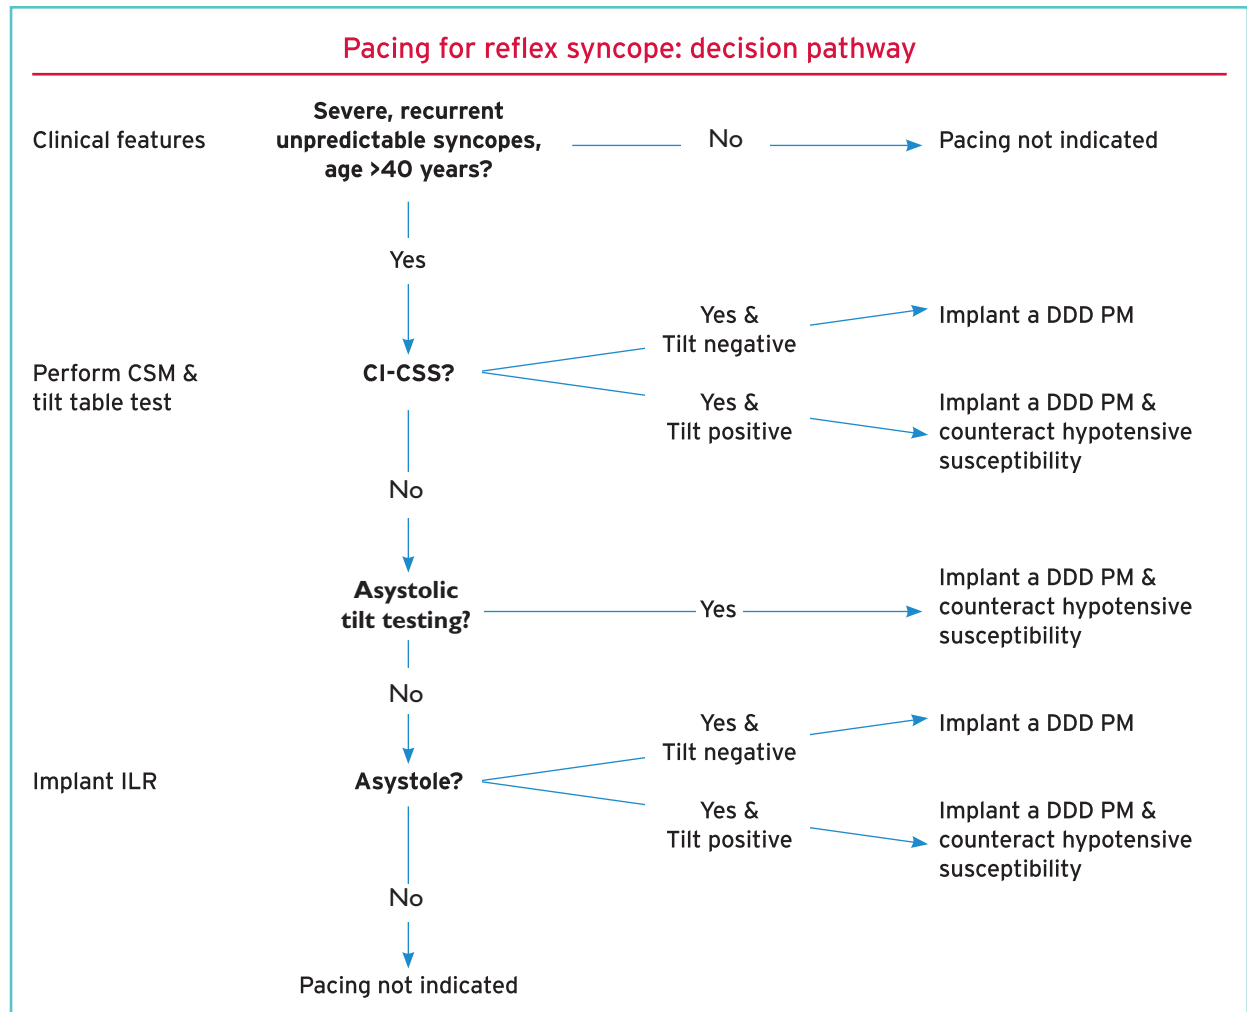 Pacing for reflex syncope: decision pathway
Clinical features
Severe, recurrent
unpredictable syncopes,
age >40 years?
No
Pacing not indicated
Yes
Perform CSM &
tilt table test
CI-CSS?
Yes &
Tilt negative
Implant a DDD PM
Yes &
Tilt positive
Implant a DDD PM &
counteract hypotensive
susceptibility
No
Asystolic
tilt testing?
Yes
Implant a DDD PM &
counteract hypotensive
susceptibility
No
Implant ILR
Asystole?
Yes &
Tilt negative
Implant a DDD PM
Yes &
Tilt positive
Implant a DDD PM &
counteract hypotensive
susceptibility
No
Pacing not indicated